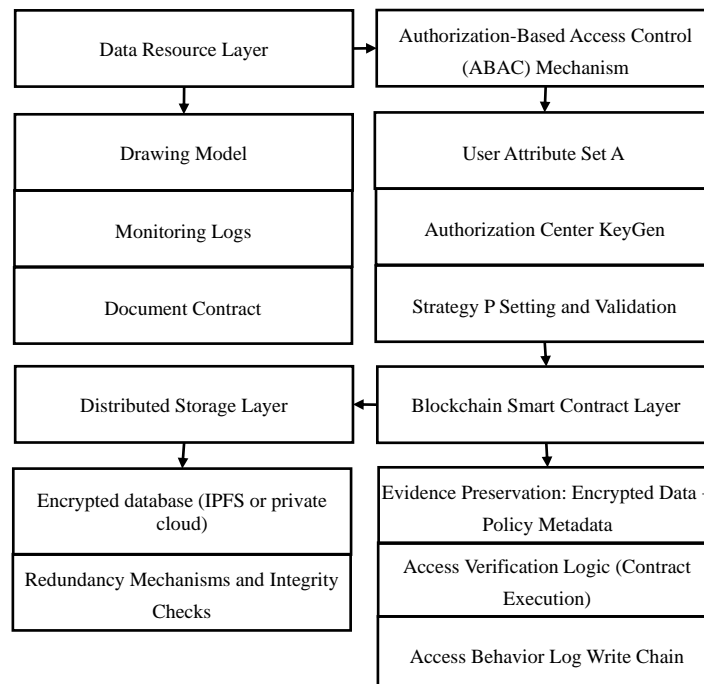 Data Resource Layer
Authorization-Based Access Control
(ABAC) Mechanism
Drawing Model
Monitoring Logs
Document Contract
User Attribute Set A
Authorization Center KeyGen
Strategy P Setting and Validation
Distributed Storage Layer
Blockchain Smart Contract Layer
Encrypted database (IPFS or private
cloud)
Redundancy Mechanisms and Integrity
Checks
Evidence Preservation: Encrypted Data -
Policy Metadata
Access Verification Logic (Contract
Execution)
Access Behavior Log Write Chain